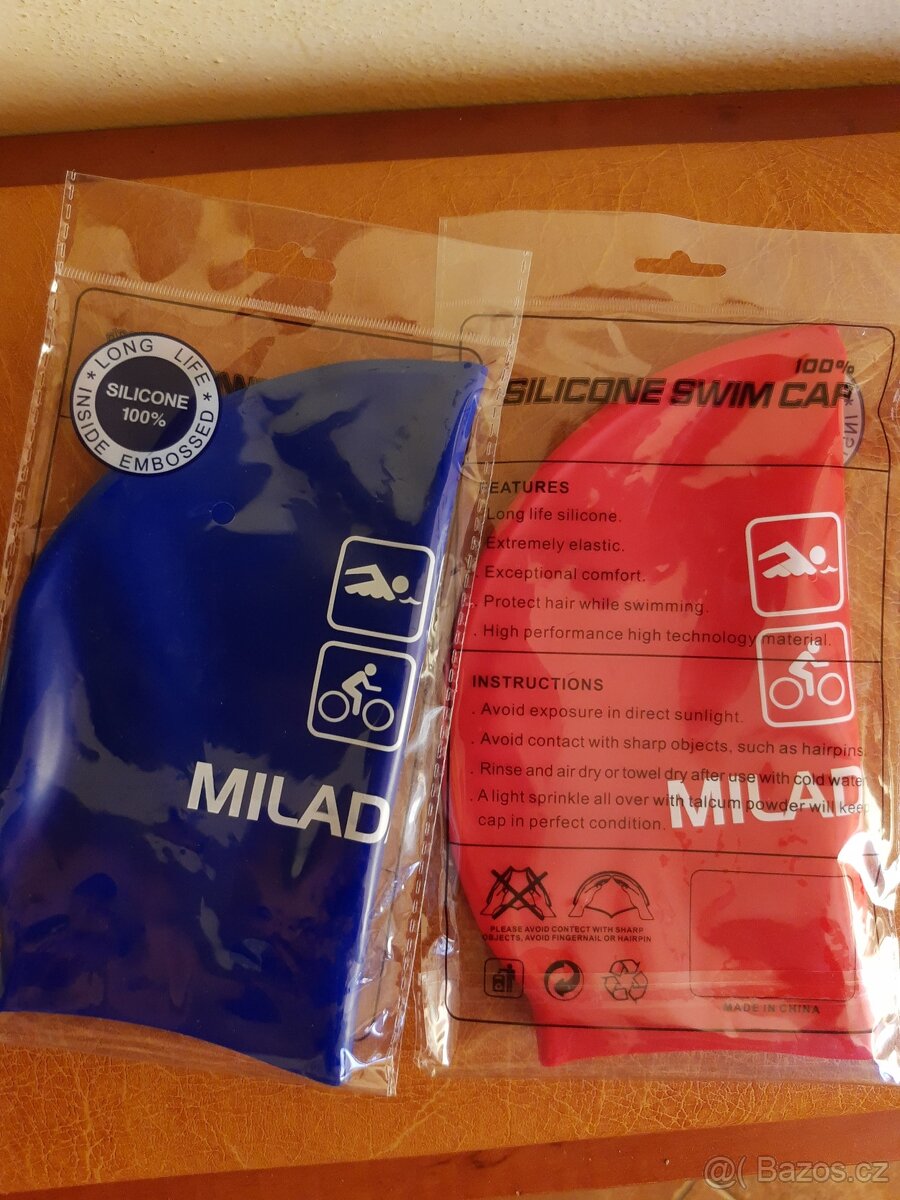 * LONG LIFE *
SILICONE
100%
INSIDE EMBOSSED
MILAD
100%
SILICONE SWIM CAP
FEATURES
. Long life silicone.
. Extremely elastic.
. Exceptional comfort.
. Protect hair while swimming.
. High performance high technology material.
INSTRUCTIONS
. Avoid exposure in direct sunlight.
. Avoid contact with sharp objects, such as hairpins
. Rinse and air dry or towel dry after use with cold water
. A light sprinkle all over with talcum powder will keep
cap in perfect condition.
MILAD
PLEASE AVOID CONTECT WITH SHARP
OBJECTS, AVOID FINGERNAIL OR HAIRPIN
MADE IN CHINA
@( Bazos.cz